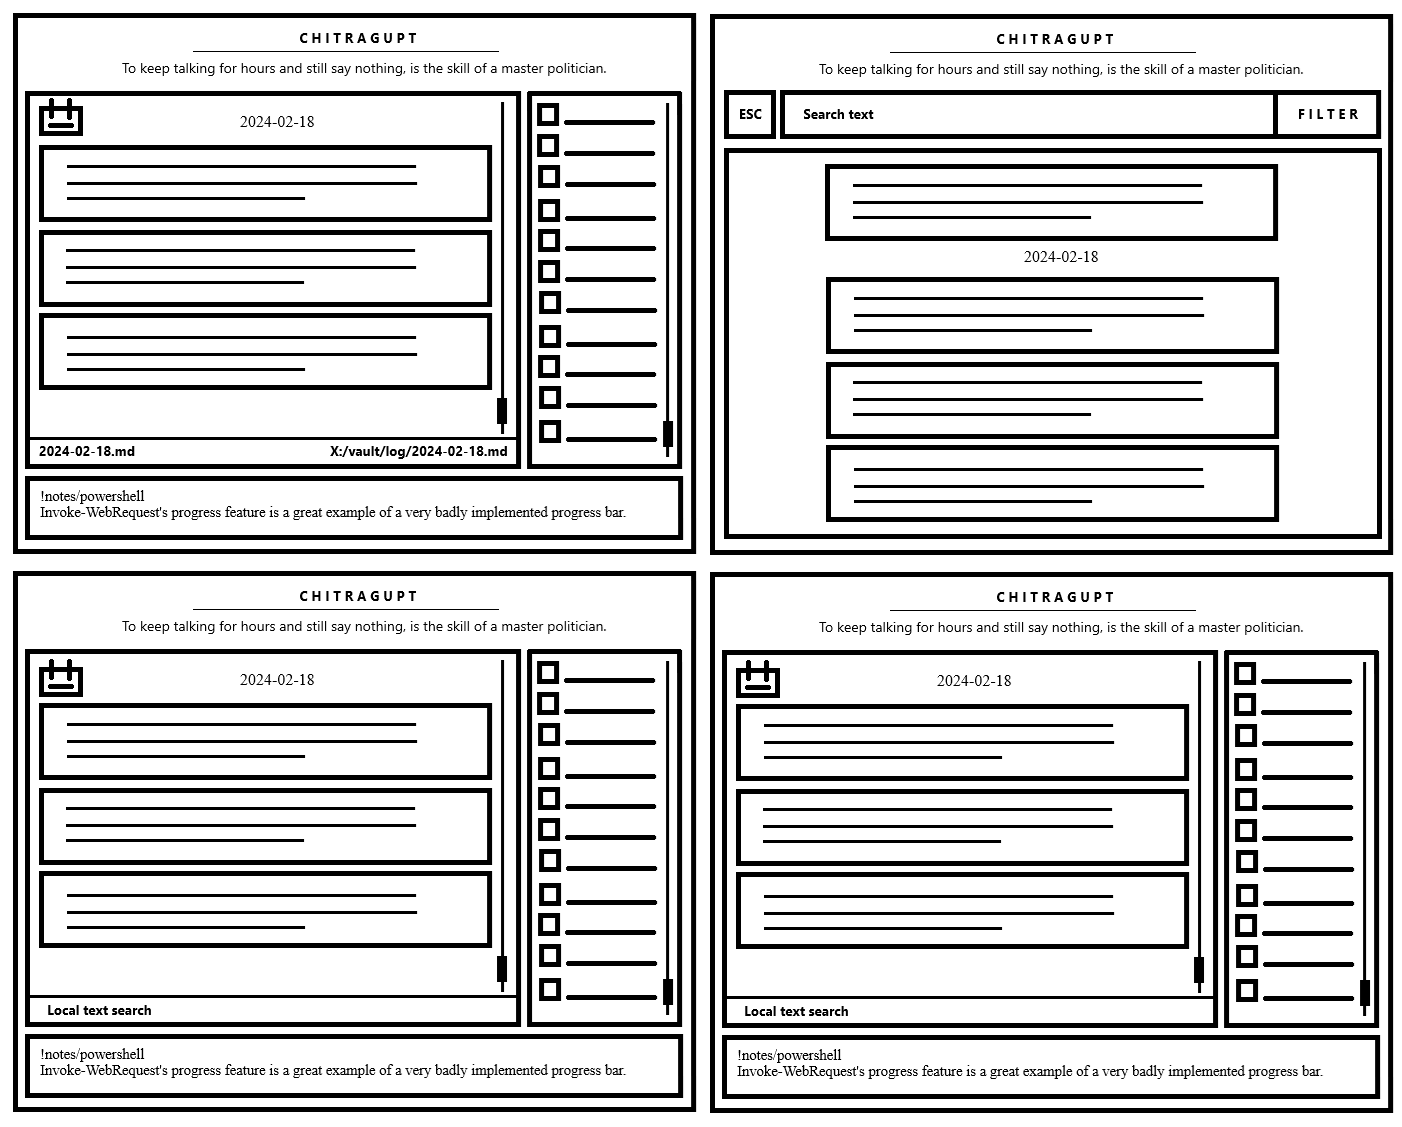 CHITRAGUPT
To keep talking for hours and still say nothing, is the skill of a master politician.
2024-02-18
2024-02-18.md X:/vault/log/2024-02-18.md
!notes/powershell
Invoke-WebRequest's progress feature is a great example of a very badly implemented progress bar.
CHITRAGUPT
To keep talking for hours and still say nothing, is the skill of a master politician.
ESC Search text FILTER
2024-02-18
CHITRAGUPT
To keep talking for hours and still say nothing, is the skill of a master politician.
2024-02-18
Local text search
!notes/powershell
Invoke-WebRequest's progress feature is a great example of a very badly implemented progress bar.
CHITRAGUPT
To keep talking for hours and still say nothing, is the skill of a master politician.
2024-02-18
Local text search
!notes/powershell
Invoke-WebRequest's progress feature is a great example of a very badly implemented progress bar.